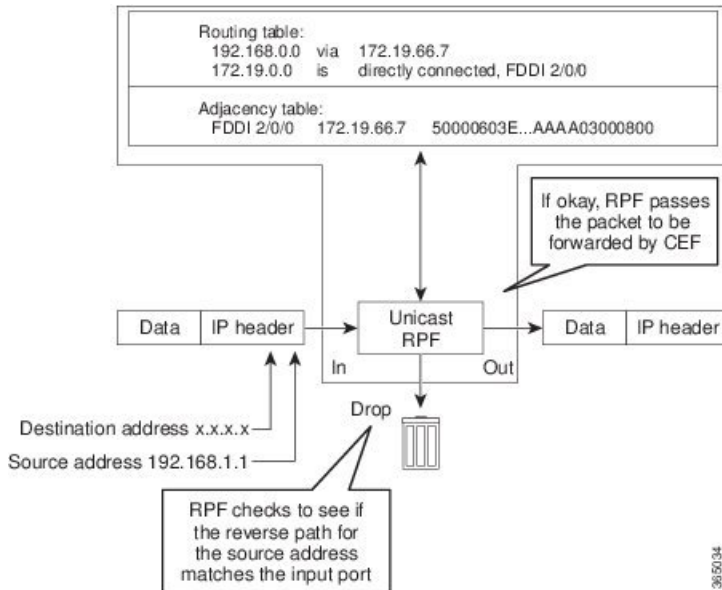 Routing table:
192.168.0.0 via 172.19.66.7
172.19.0.0 is directly connected, FDDI 2/0/0
Adjacency table:
FDDI 2/0/0 172.19.66.7 50000603E...AAAA03000800
If okay, RPF passes
the packet to be
forwarded by CEF
Data IP header
Unicast
RPF
Data IP header
In
Out
Drop
Destination address x.x.x.x
Source address 192.168.1.1
RPF checks to see if
the reverse path for
the source address
matches the input port
365034